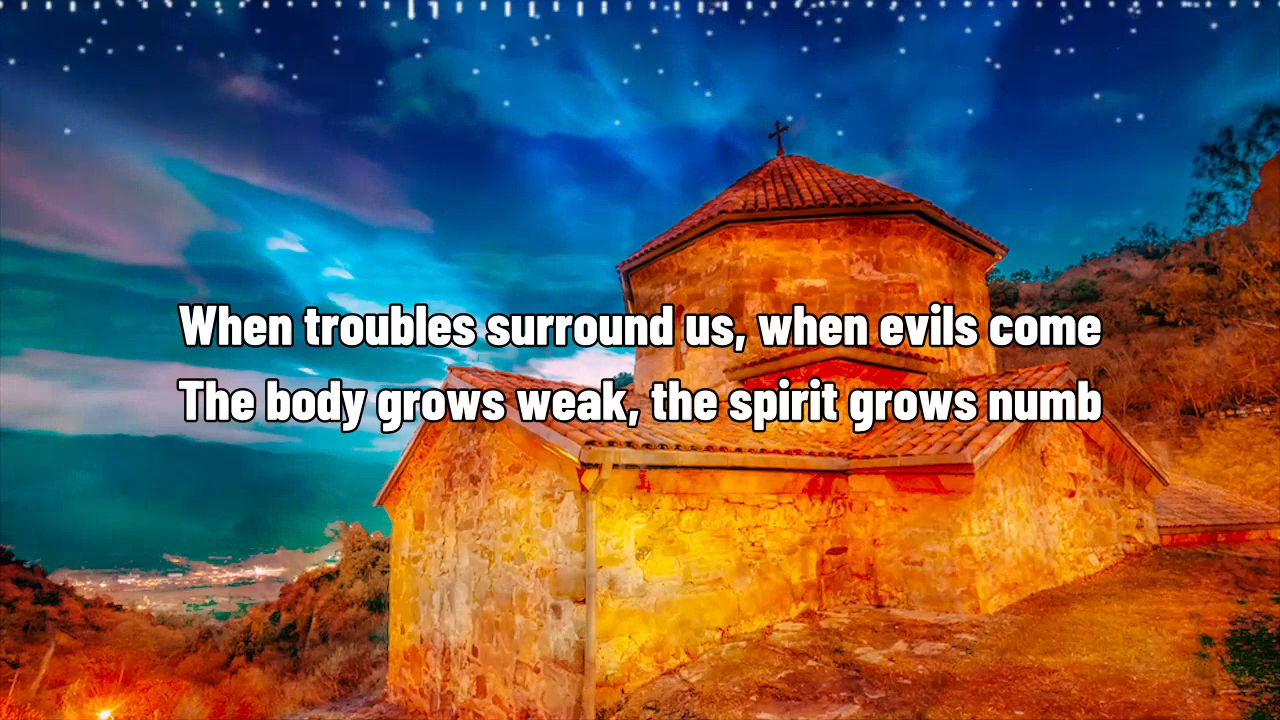 When troubles surround us, when evils come
The body grows weak, the spirit grows numb